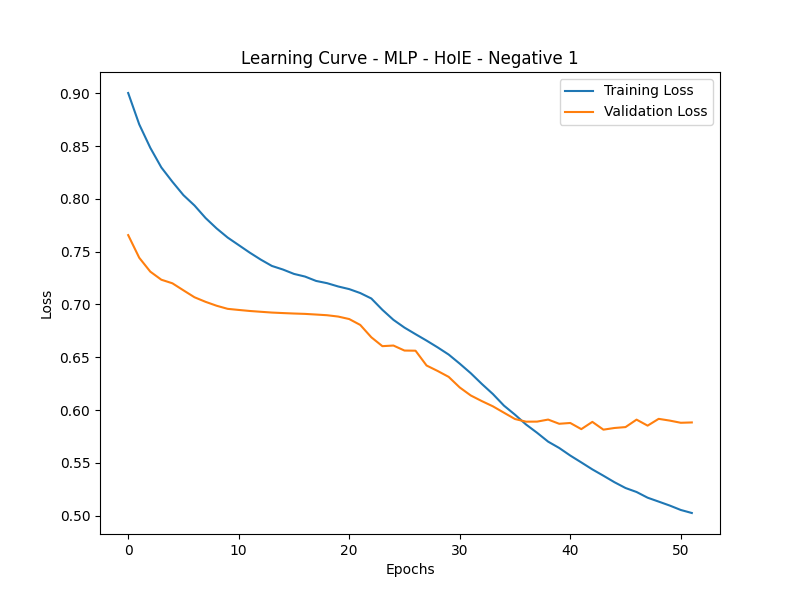 Learning Curve - MLP - HolE - Negative 1
Training Loss
Validation Loss
0.90
0.85
0.80
0.75
0.70
0.65
0.60
0.55
0.50
Loss
0 10 20 30 40 50
Epochs